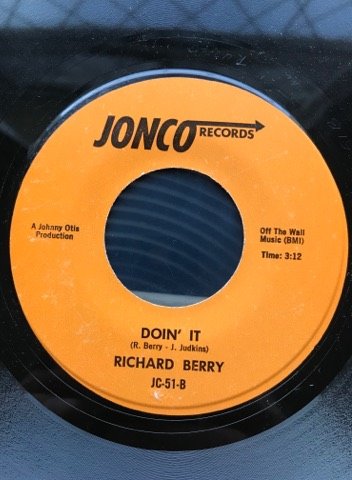 JONCO RECORDS
A Johnny Otis
Production
Off The Wall
Music (BMI)
Time: 3:12
DOIN' IT
(R. Berry - J. Judkins)
RICHARD BERRY
JC-51-B